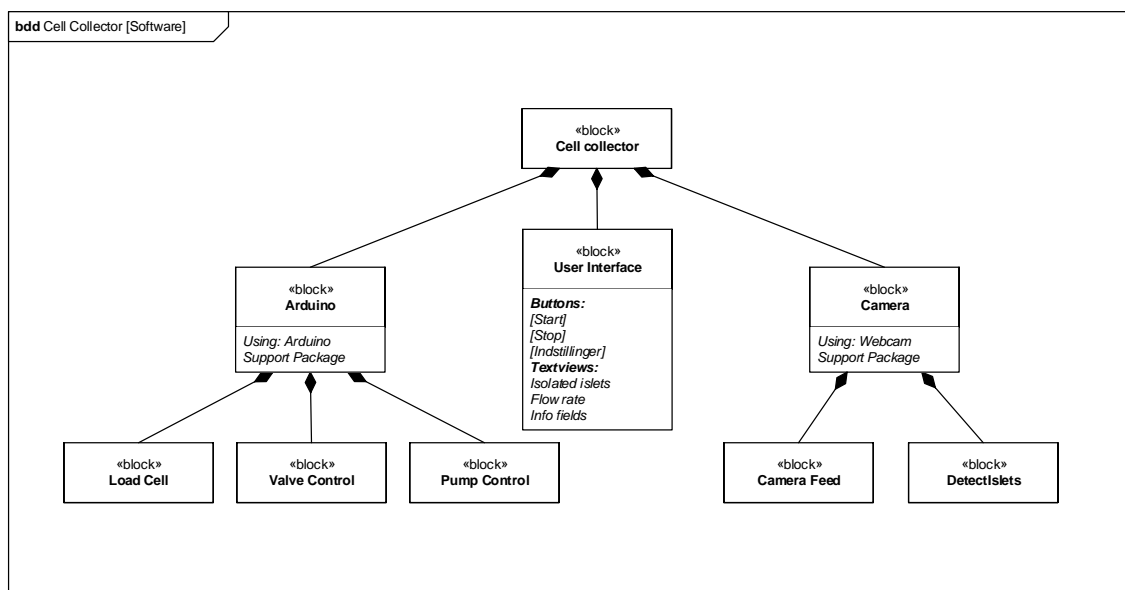 bdd Cell Collector [Software]
«block»
Cell collector
«block»
Arduino
Using: Arduino
Support Package
«block»
User Interface
Buttons:
[Start]
[Stop]
[Indstillinger]
Textviews:
Isolated islets
Flow rate
Info fields
«block»
Camera
Using: Webcam
Support Package
«block»
Load Cell
«block»
Valve Control
«block»
Pump Control
«block»
Camera Feed
«block»
DetectIslets